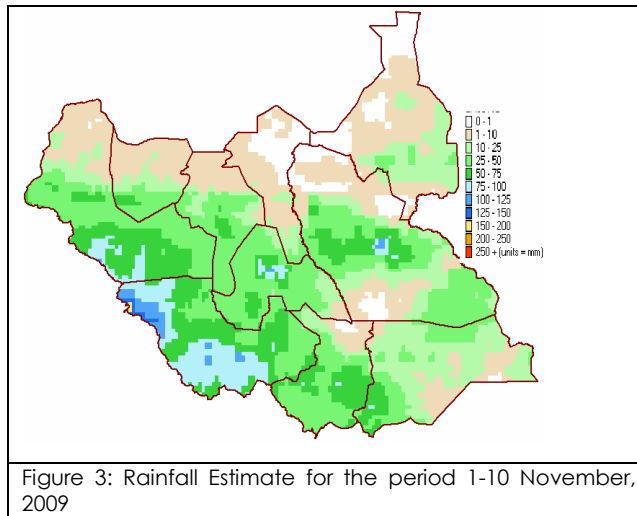 0 - 1
1 - 10
10 - 25
25 - 50
50 - 75
75 - 100
100 - 125
125 - 150
150 - 200
200 - 250
250 + (units = mm)
Figure 3: Rainfall Estimate for the period 1-10 November,
2009